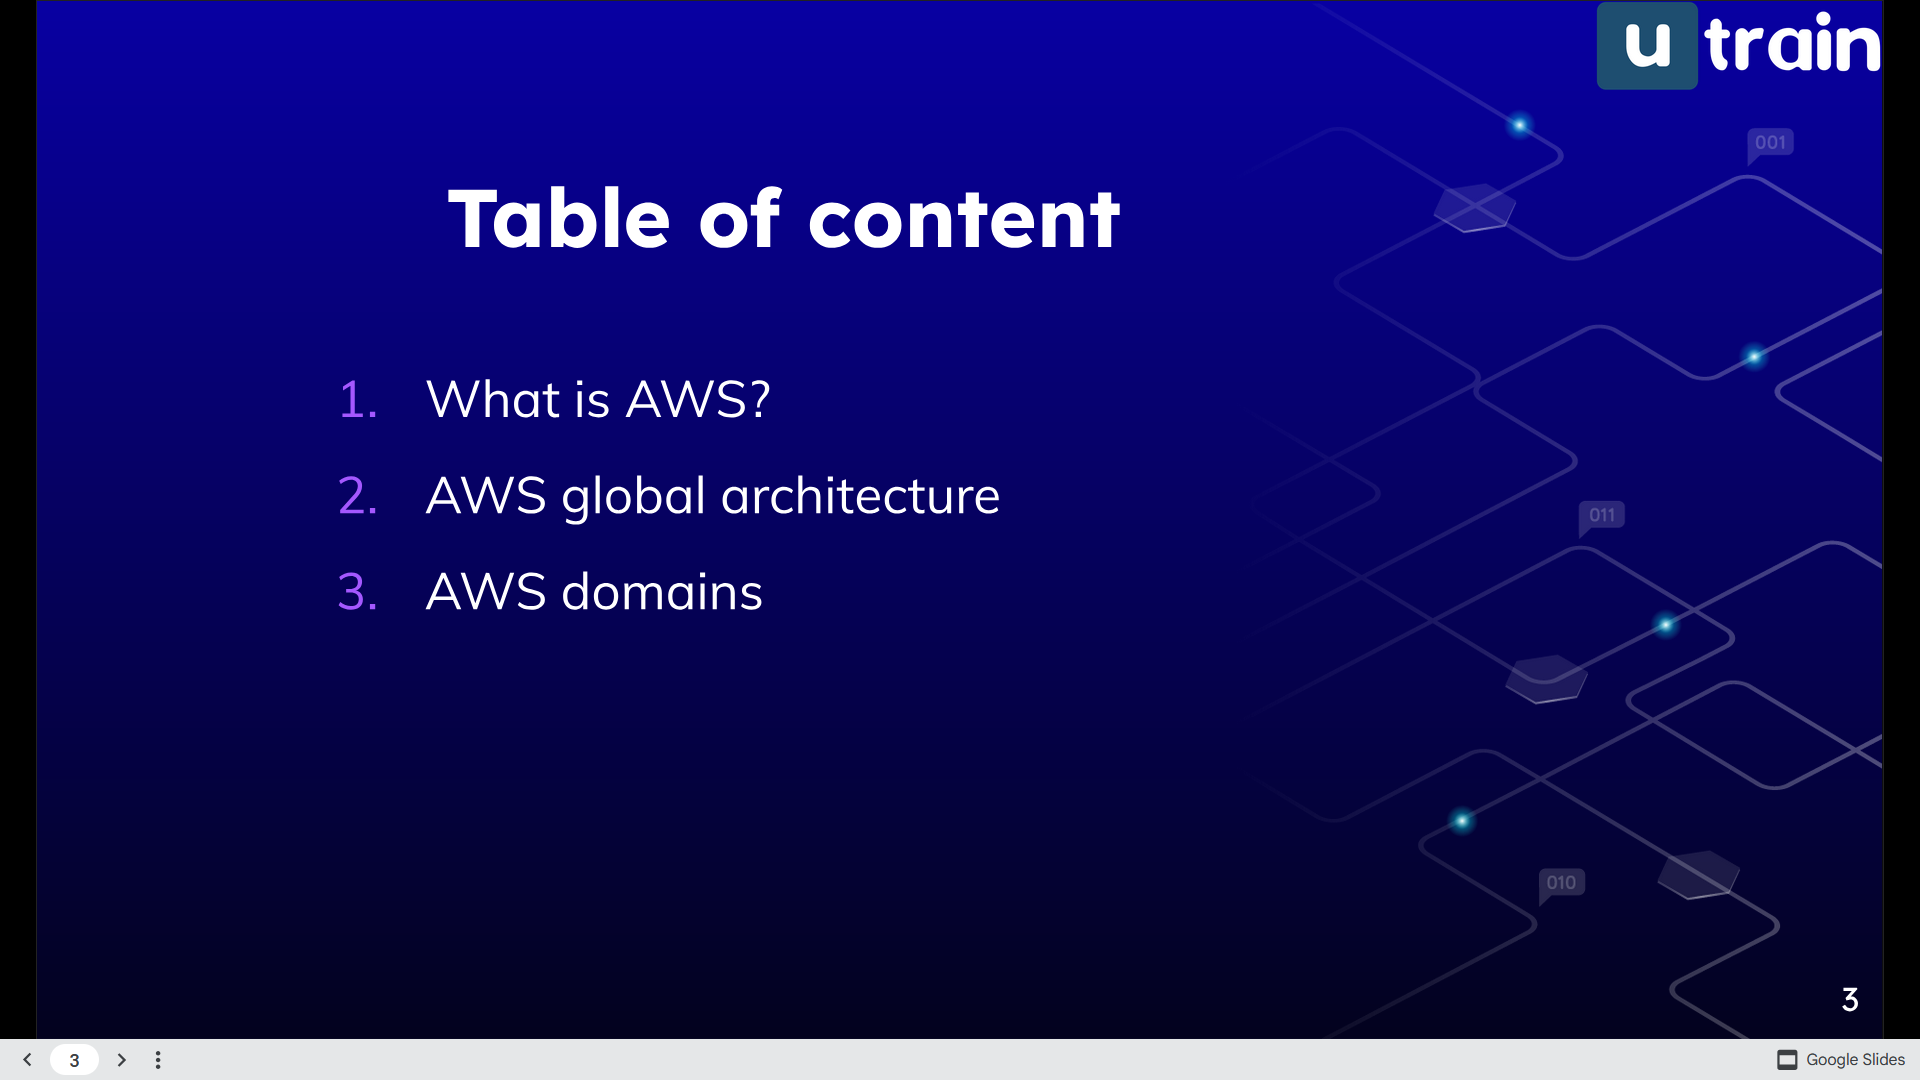 u train
001
Table of content
1. What is AWS?
2. AWS global architecture
011
3. AWS domains
010
3
3
Google Slides